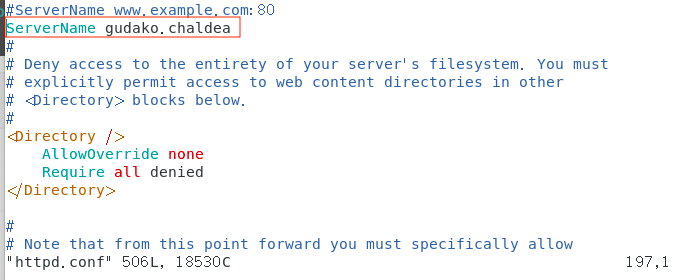 #ServerName www.example.com:80
ServerName gudako.chaldea
#
# Deny access to the entirety of your server's filesystem. You must
# explicitly permit access to web content directories in other
# <Directory> blocks below.
#
<Directory />
    AllowOverride none
    Require all denied
</Directory>

#
# Note that from this point forward you must specifically allow
"httpd.conf" 506L, 18530C 197,1